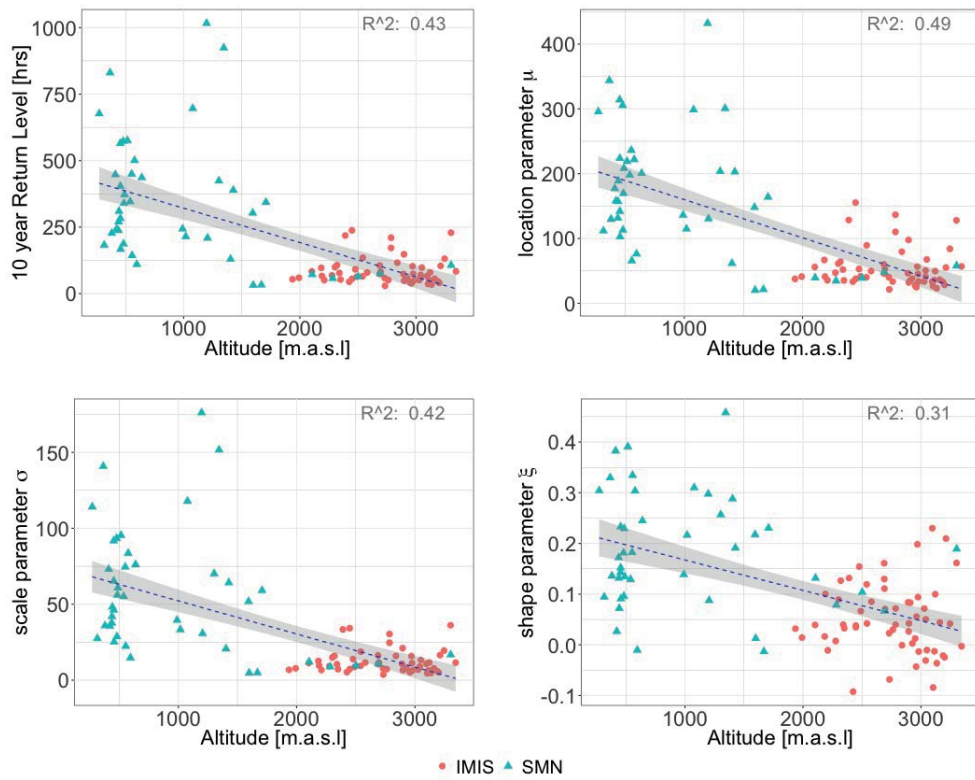 R^2: 0.43
10 year Return Level [hrs]
1000
750
500
250
0
1000 2000 3000
Altitude [m.a.s.l]
R^2: 0.49
location parameter μ
400
300
200
100
0
1000 2000 3000
Altitude [m.a.s.l]
R^2: 0.42
scale parameter σ
150
100
50
0
1000 2000 3000
Altitude [m.a.s.l]
R^2: 0.31
shape parameter ξ
0.4
0.3
0.2
0.1
0.0
-0.1
1000 2000 3000
Altitude [m.a.s.l]
IMIS SMN